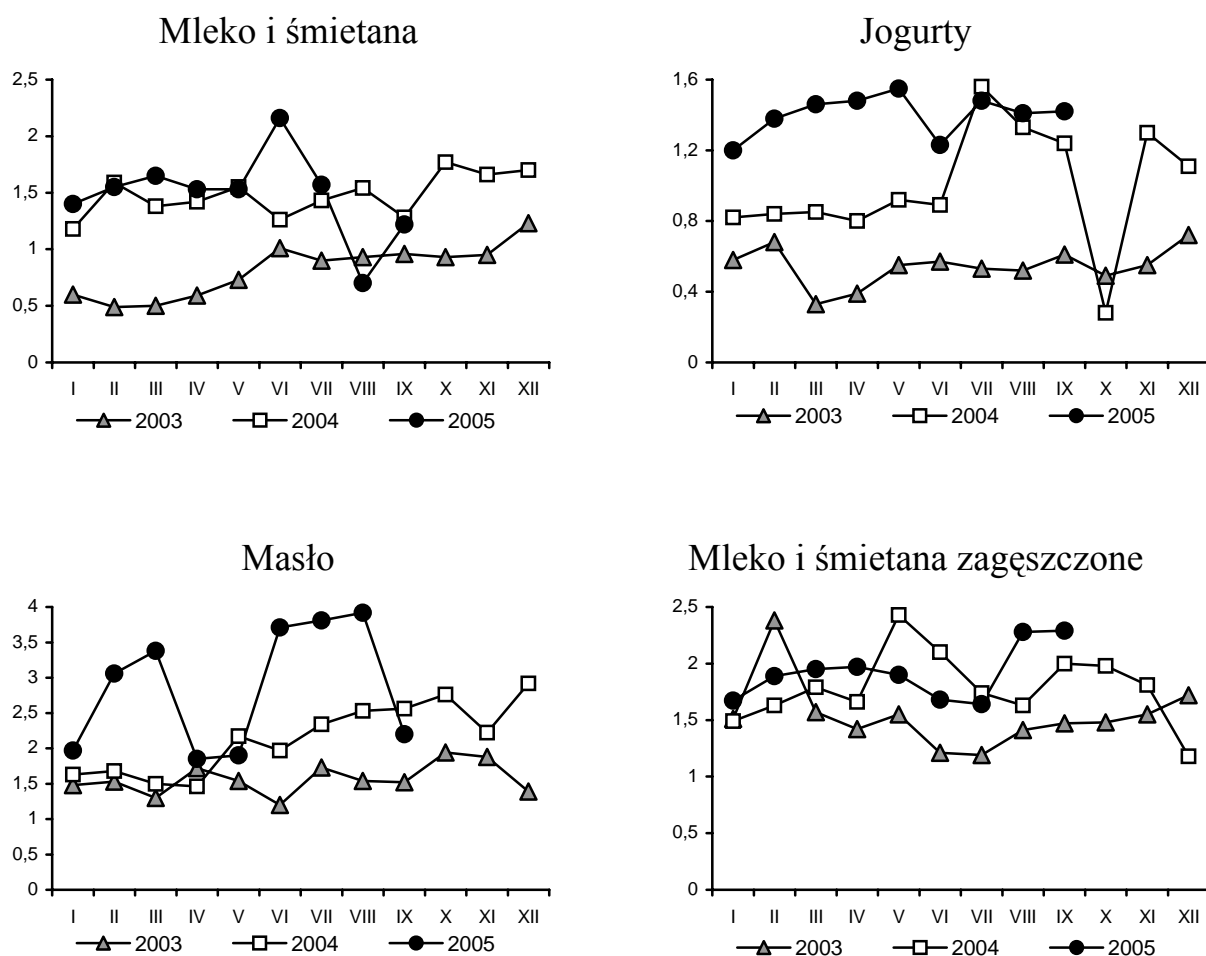 Mleko i śmietana
2,5
2
1,5
1
0,5
0
I II III IV V VI VII VIII IX X XI XII
2003 2004 2005
Jogurty
1,6
1,2
0,8
0,4
0
I II III IV V VI VII VIII IX X XI XII
2003 2004 2005
Masło
4
3,5
3
2,5
2
1,5
1
0,5
0
I II III IV V VI VII VIII IX X XI XII
2003 2004 2005
Mleko i śmietana zagęszczone
2,5
2
1,5
1
0,5
0
I II III IV V VI VII VIII IX X XI XII
2003 2004 2005